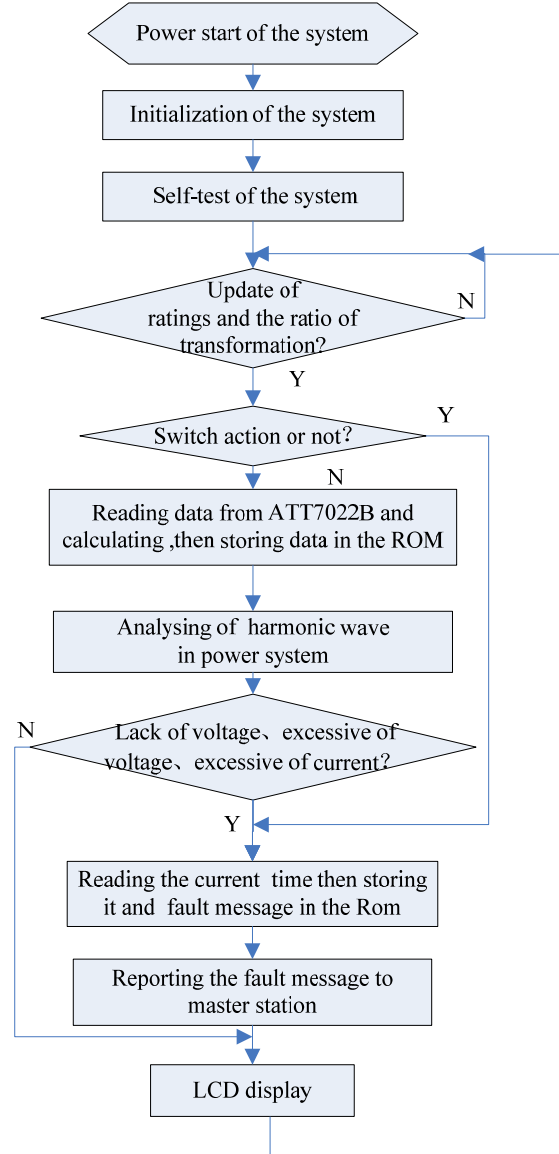 Power start of the system
Initialization of the system
Self-test of the system
Update of
ratings and the ratio of
transformation?
N
Y
Switch action or not?
Y
N
Reading data from ATT7022B and
calculating ,then storing data in the ROM
Analysing of harmonic wave
in power system
N
Lack of voltage、excessive of
voltage、excessive of current?
Y
Reading the current time then storing
it and fault message in the Rom
Reporting the fault message to
master station
LCD display